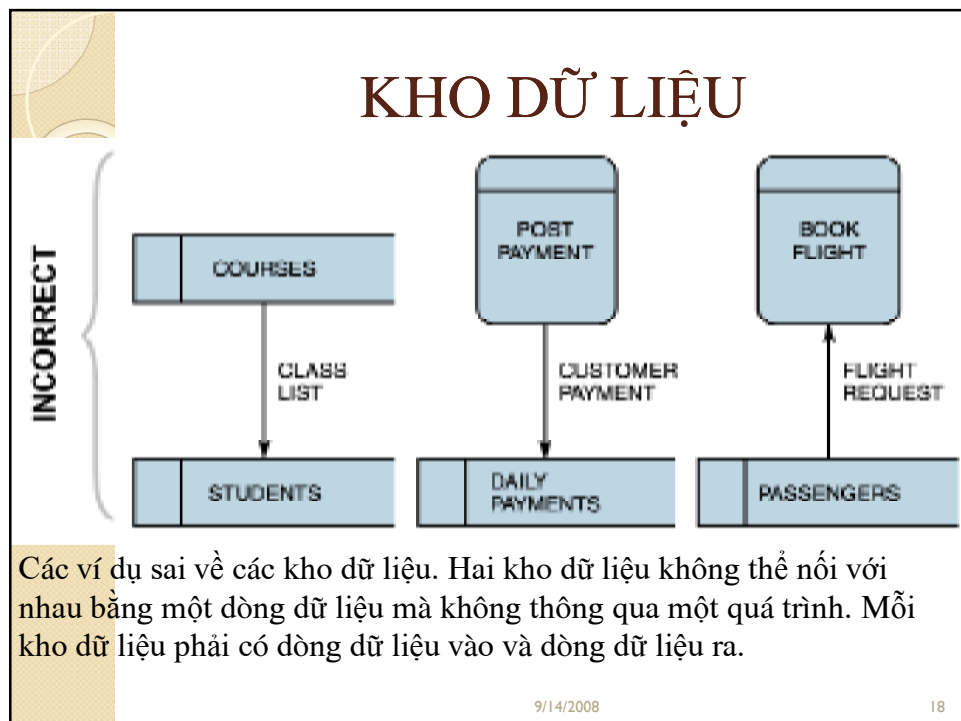 KHO DỮ LIỆU
INCORRECT
COURSES
CLASS
LIST
STUDENTS
POST
PAYMENT
CUSTOMER
PAYMENT
DAILY
PAYMENTS
BOOK
FLIGHT
FLIGHT
REQUEST
PASSENGERS
Các ví dụ sai về các kho dữ liệu. Hai kho dữ liệu không thể nối với
nhau bằng một dòng dữ liệu mà không thông qua một quá trình. Mỗi
kho dữ liệu phải có dòng dữ liệu vào và dòng dữ liệu ra.
9/14/2008
18